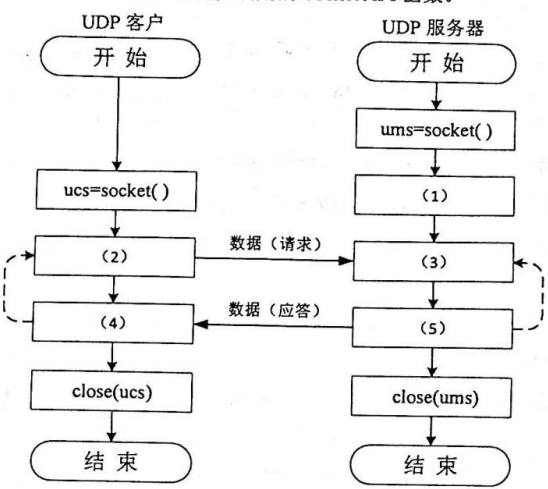 UDP 客户
UDP 服务器
开 始
开 始
ums=socket( )
ucs=socket( )
(1)
(2)
数据（请求）
(3)
(4)
数据（应答）
(5)
close(ucs)
close(ums)
结 束
结 束